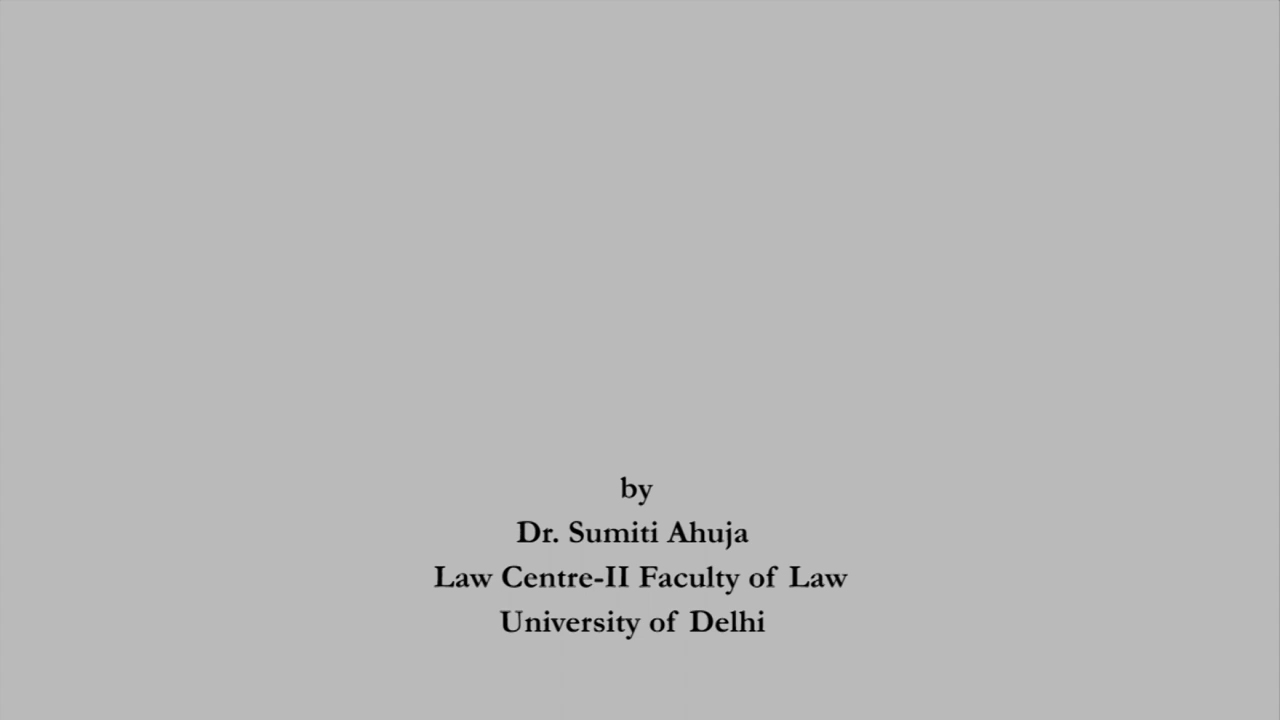 by
Dr. Sumiti Ahuja
Law Centre-II Faculty of Law
University of Delhi